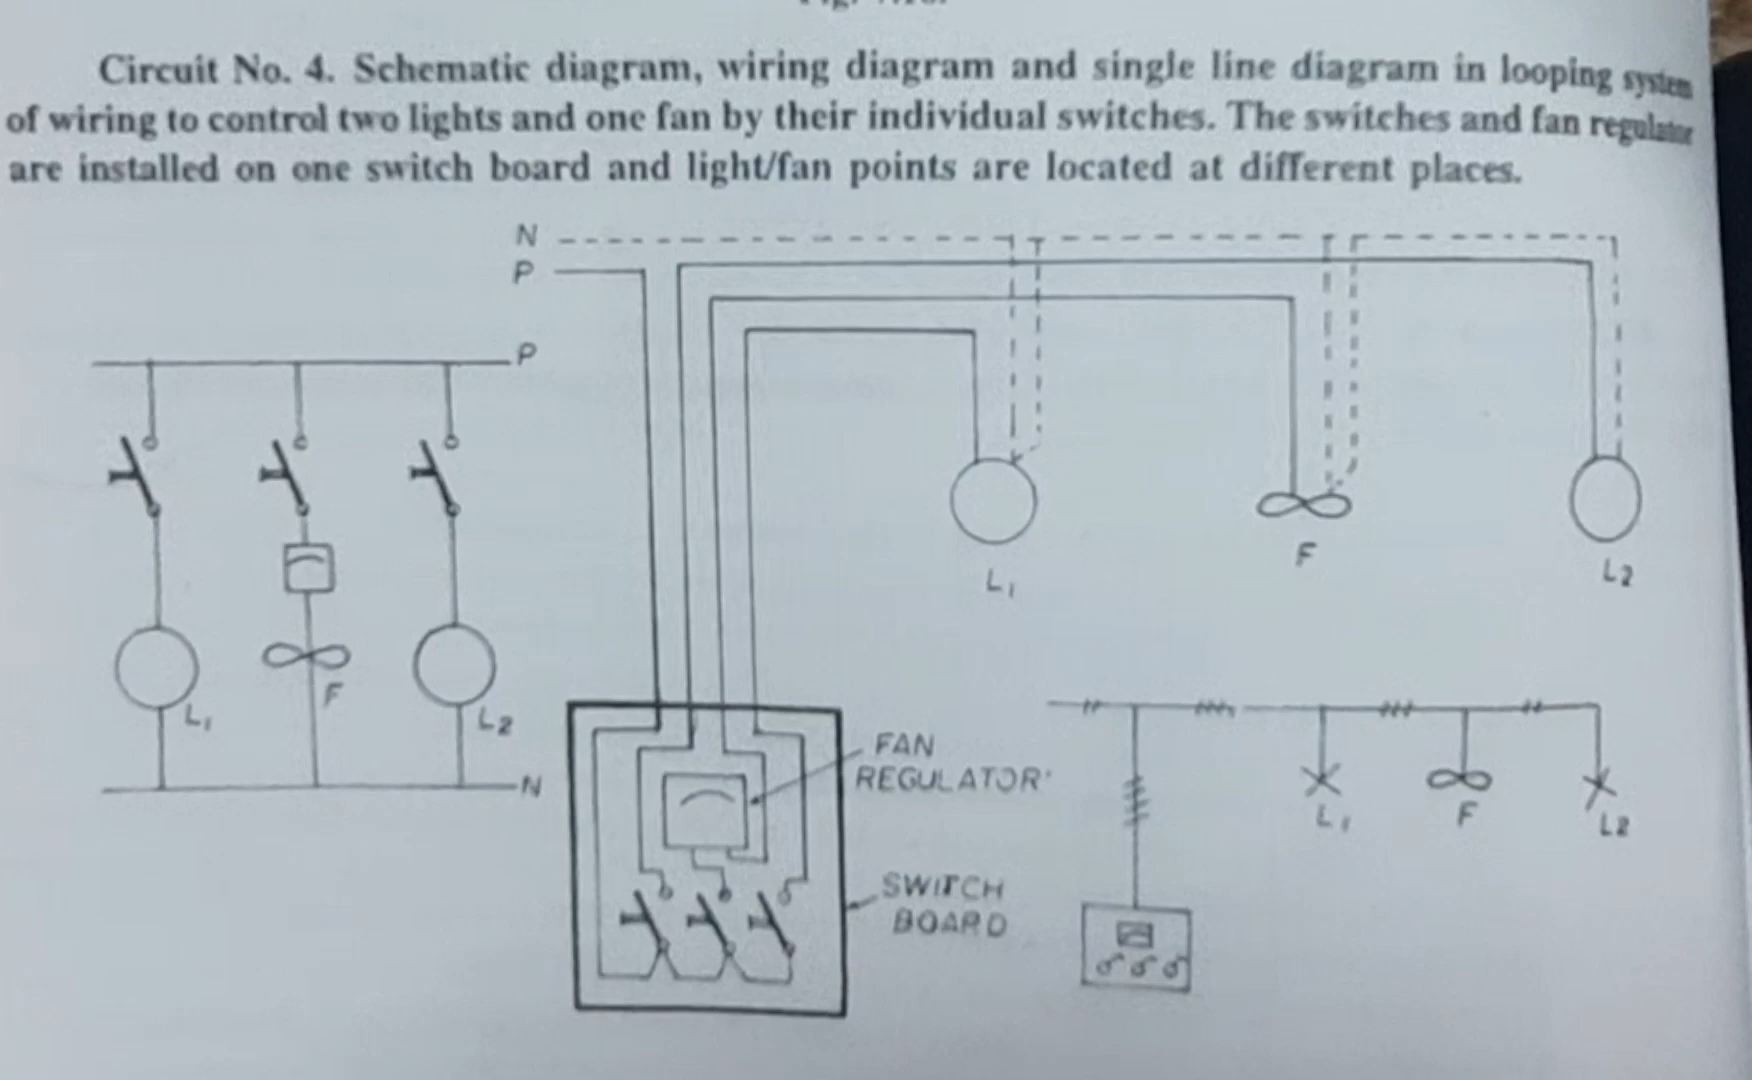 Circuit No. 4. Schematic diagram, wiring diagram and single line diagram in looping system
of wiring to control two lights and one fan by their individual switches. The switches and fan regulator
are installed on one switch board and light/fan points are located at different places.
N
P
P
L1
F
L2
N
L1
F
L2
FAN
REGULATOR
SWITCH
BOARD
L1
F
L2